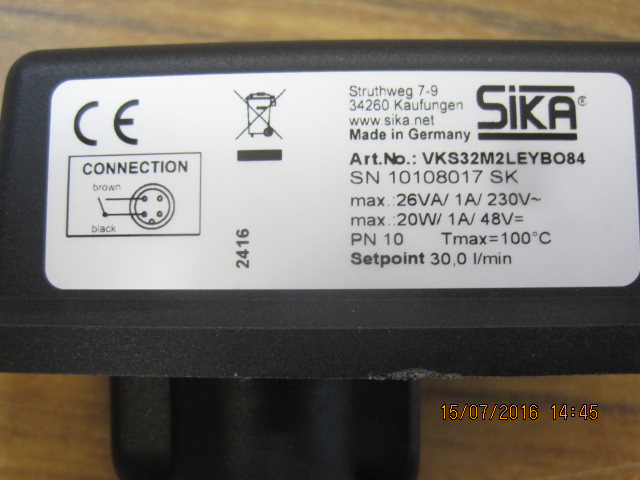 CE
Struthweg 7-9
34260 Kaufungen
www.sika.net
Made in Germany
SiKA®
CONNECTION
brown
black
2416
Art.No.: VKS32M2LEYBO84
SN 10108017 SK
max.:26VA/ 1A/ 230V~
max.:20W/ 1A/ 48V=
PN 10 Tmax=100°C
Setpoint 30,0 l/min
15/07/2016 14:45